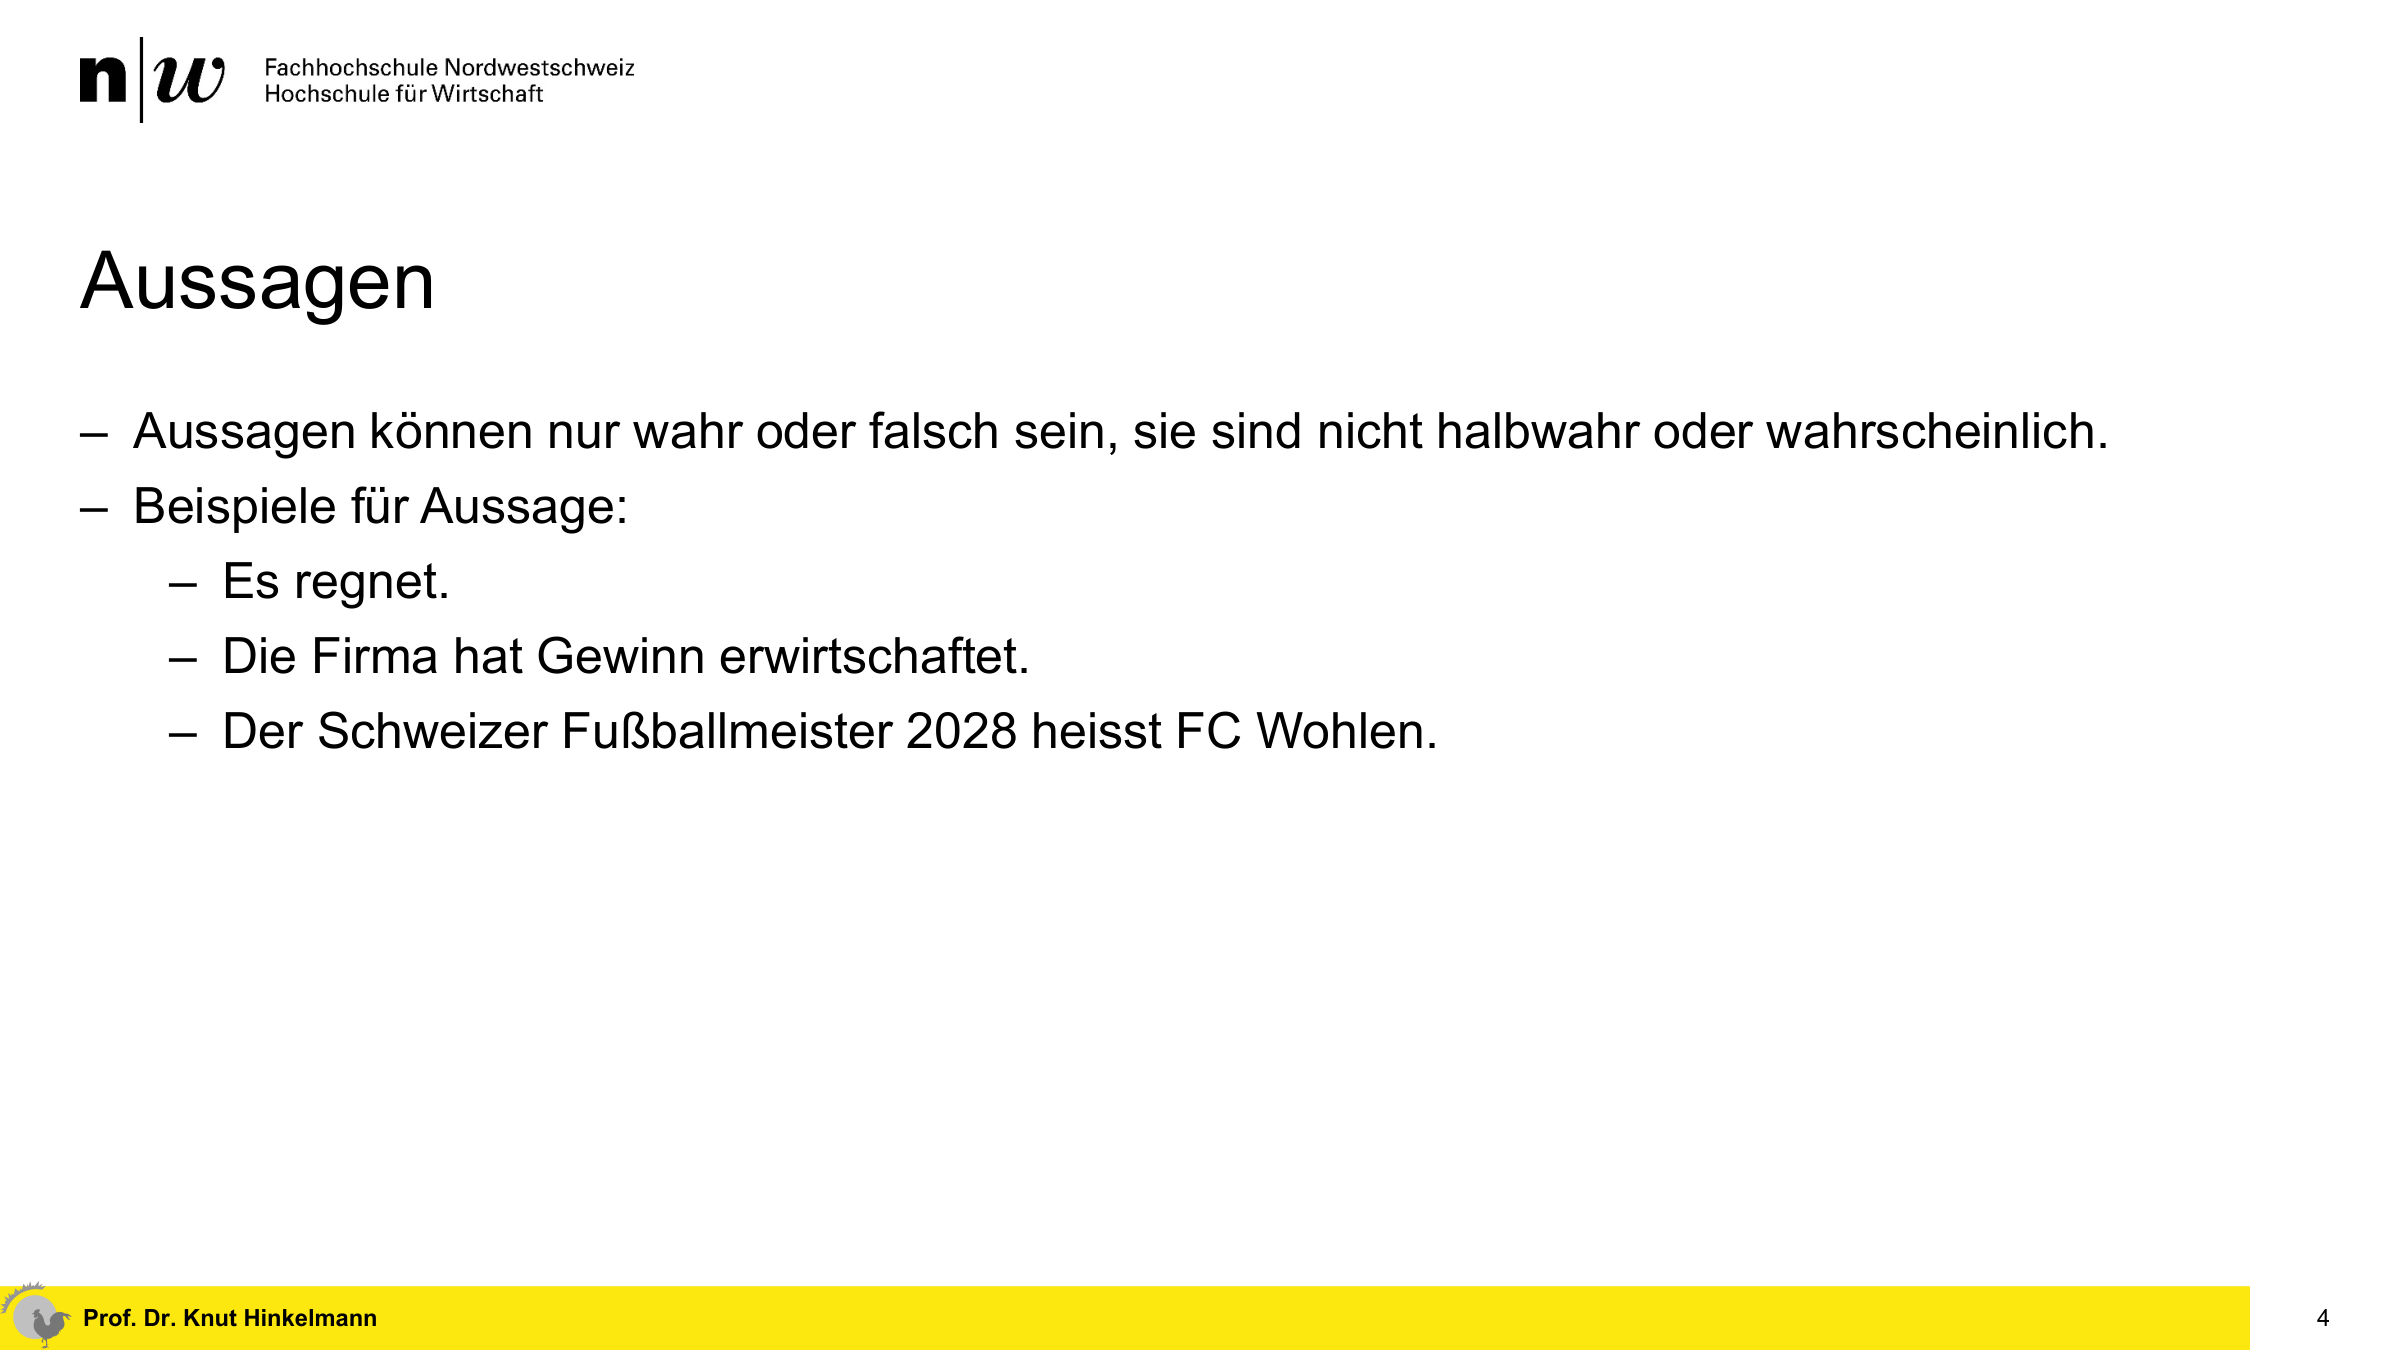 n|w Fachhochschule Nordwestschweiz
Hochschule für Wirtschaft
Aussagen
– Aussagen können nur wahr oder falsch sein, sie sind nicht halbwahr oder wahrscheinlich.
– Beispiele für Aussage:
– Es regnet.
– Die Firma hat Gewinn erwirtschaftet.
– Der Schweizer Fußballmeister 2028 heisst FC Wohlen.
Prof. Dr. Knut Hinkelmann
4